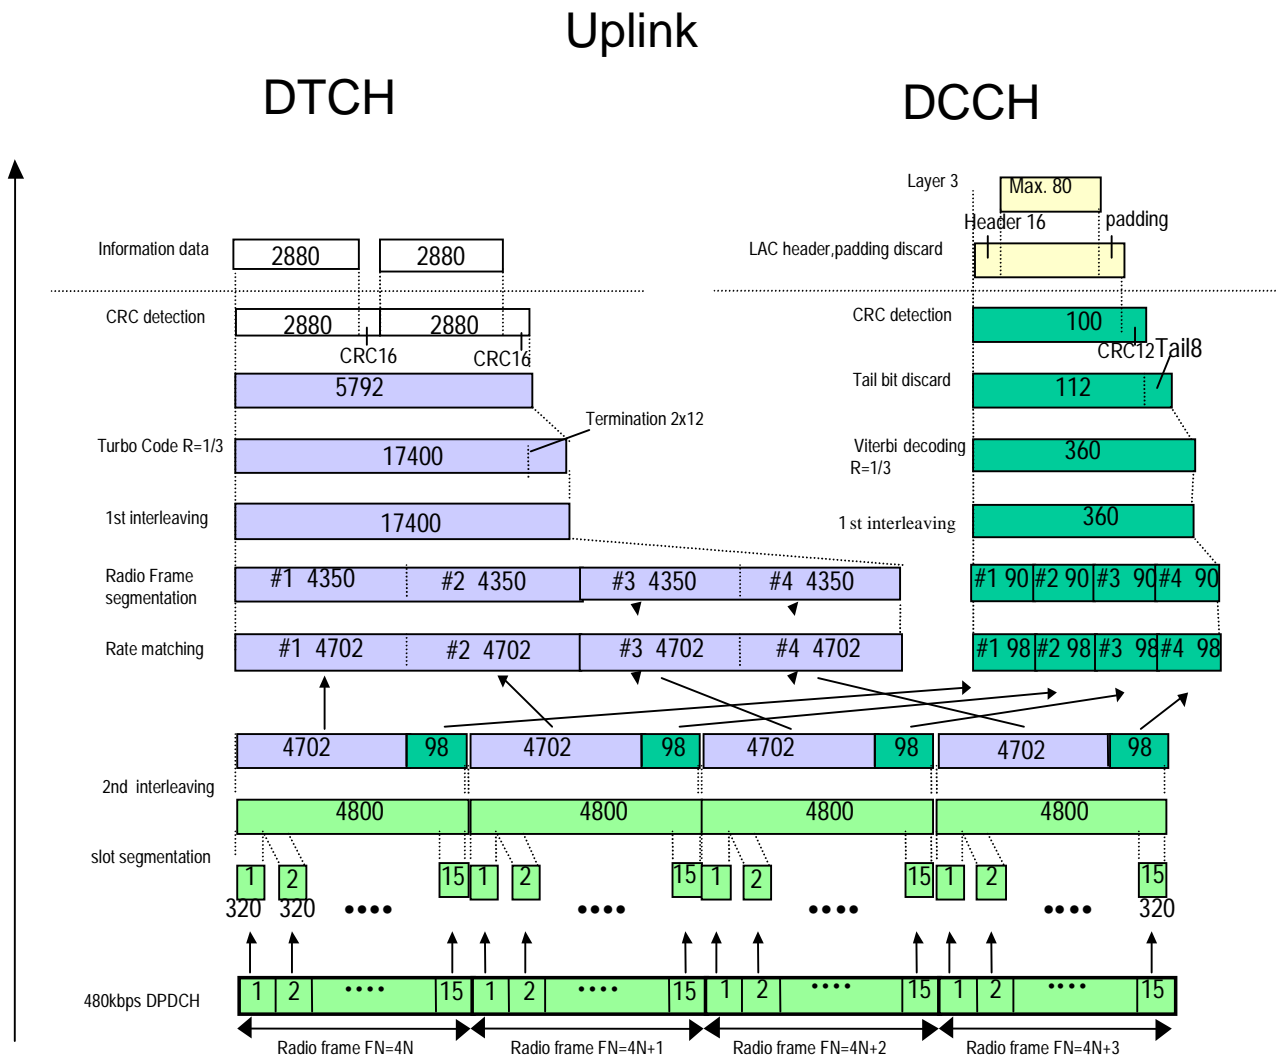 Uplink
DTCH
DCCH
Layer 3
Max. 80
Header 16
padding
Information data
2880
2880
LAC header,padding discard
CRC detection
2880
2880
CRC16
CRC16
CRC detection
100
CRC12
Tail8
5792
Tail bit discard
112
Termination 2x12
Turbo Code R=1/3
17400
Viterbi decoding
R=1/3
360
1st interleaving
17400
1st interleaving
360
Radio Frame
segmentation
#1 4350
#2 4350
#3 4350
#4 4350
#1 90
#2 90
#3 90
#4 90
Rate matching
#1 4702
#2 4702
#3 4702
#4 4702
#1 98
#2 98
#3 98
#4 98
4702
98
4702
98
4702
98
4702
98
2nd interleaving
4800
4800
4800
4800
slot segmentation
1
2
15
1
2
15
1
2
15
1
2
15
320
320
••••
••••
••••
••••
320
480kbps DPDCH
1
2
••••
15
1
2
••••
15
1
2
••••
15
1
2
••••
15
Radio frame FN=4N
Radio frame FN=4N+1
Radio frame FN=4N+2
Radio frame FN=4N+3